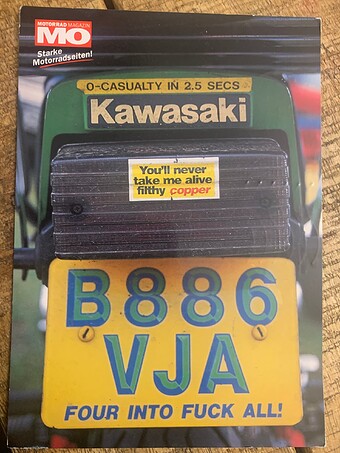 MOTORRAD MAGAZIN
MO
Starke
Motorradseiten!
0-CASUALTY IN 2.5 SECS
Kawasaki
You'll never
take me alive
filthy copper
B886
VJA
FOUR INTO FUCK ALL!